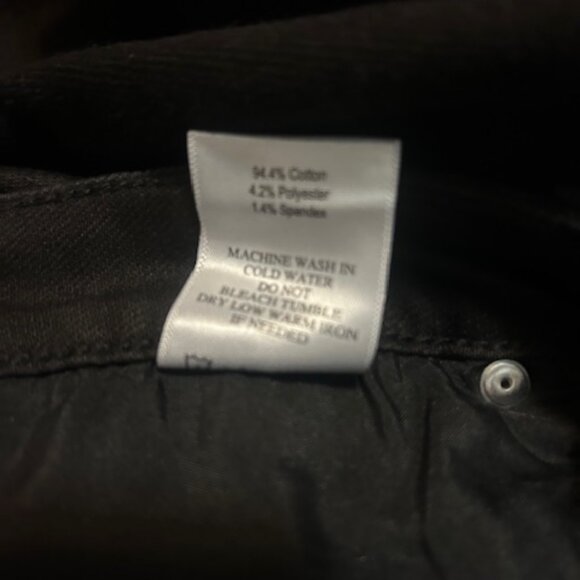 94.4% Cotton
4.2% Polyester
1.4% Spandex
MACHINE WASH IN
COLD WATER
DO NOT
BLEACH TUMBLE
DRY LOW WARM IRON
IF NEEDED